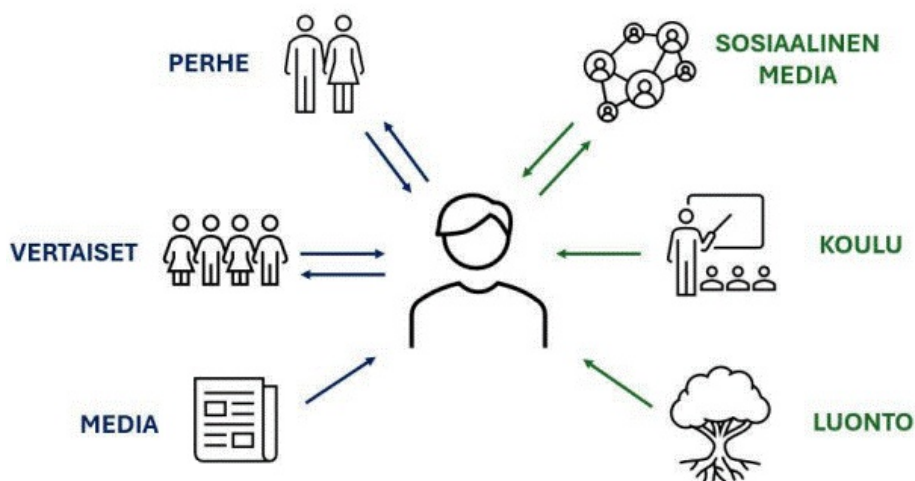 PERHE
SOSIAALINEN
MEDIA
VERTAISET
KOULU
MEDIA
LUONTO